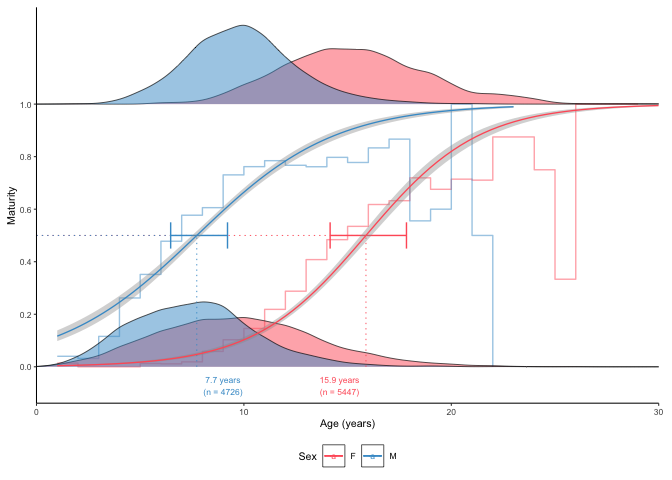 1.0
0.8
0.6
0.4
0.2
0.0
Maturity
7.7 years
(n = 4726)
15.9 years
(n = 5447)
0
10
20
30
Age (years)
Sex
a
F
a
M